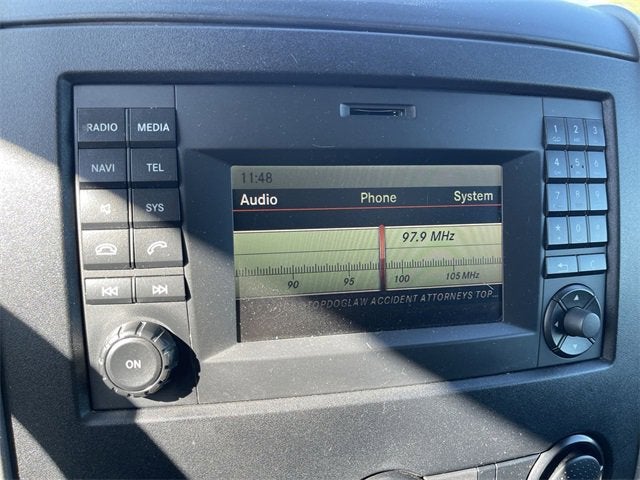 RADIO MEDIA
NAVI TEL
SYS
ON
11:48
Audio Phone System
97.9 MHz
90 95 100 105 MHz
TOPDOGLAW ACCIDENT ATTORNEYS TOP...
1 2 3
4 5 6
7 8 9
* 0 #
C